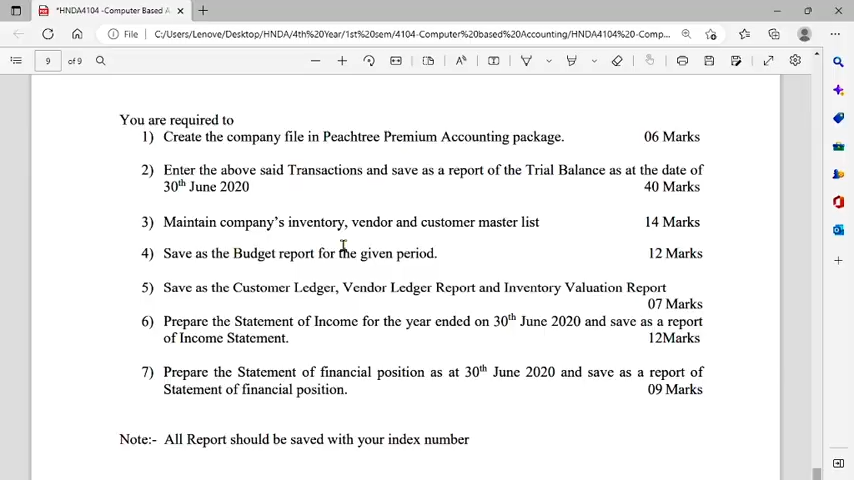 *HNDA4104 -Computer Based A
File
C:/Users/Lenove/Desktop/HNDA/4th%20Year/1st%20sem/4104-Computer%20based%20Accounting/HNDA4104%20-Comp...
9 of 9
You are required to
1) Create the company file in Peachtree Premium Accounting package. 06 Marks
2) Enter the above said Transactions and save as a report of the Trial Balance as at the date of
30th June 2020 40 Marks
3) Maintain company's inventory, vendor and customer master list 14 Marks
4) Save as the Budget report for the given period. 12 Marks
5) Save as the Customer Ledger, Vendor Ledger Report and Inventory Valuation Report
07 Marks
6) Prepare the Statement of Income for the year ended on 30th June 2020 and save as a report
of Income Statement. 12Marks
7) Prepare the Statement of financial position as at 30th June 2020 and save as a report of
Statement of financial position. 09 Marks
Note:- All Report should be saved with your index number